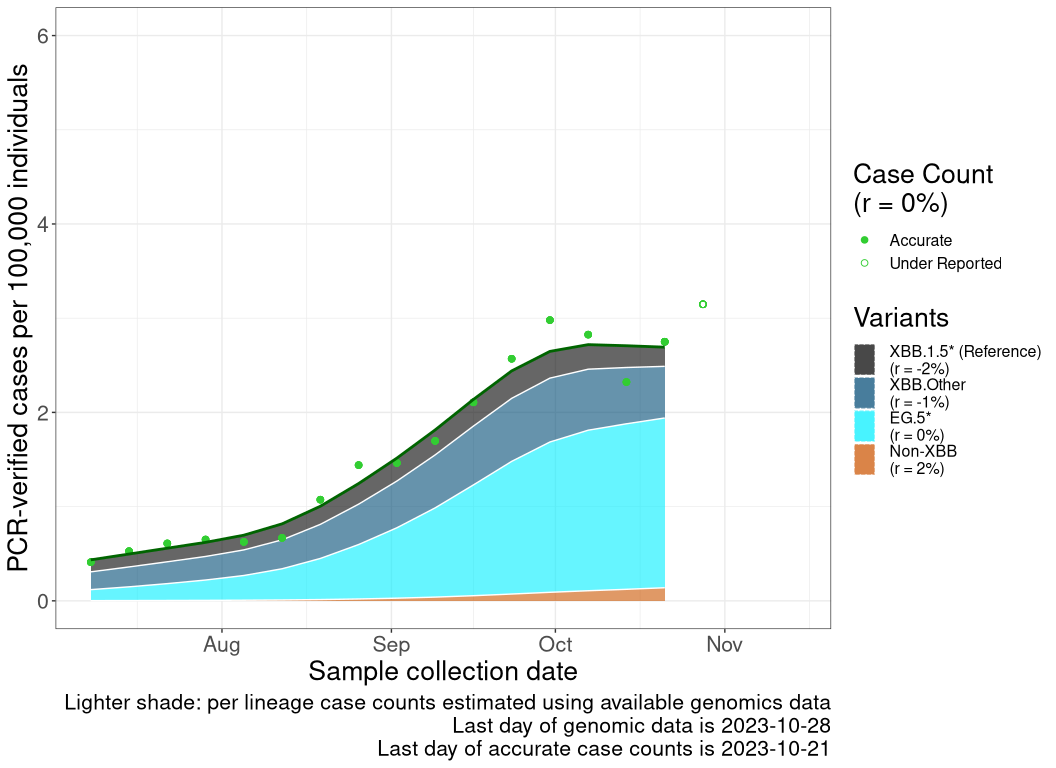 PCR-verified cases per 100,000 individuals
6
4
2
0
Aug
Sep
Oct
Nov
Sample collection date
Lighter shade: per lineage case counts estimated using available genomics data
Last day of genomic data is 2023-10-28
Last day of accurate case counts is 2023-10-21
Case Count
(r = 0%)
Accurate
Under Reported
Variants
XBB.1.5* (Reference)
(r = -2%)
XBB.Other
(r = -1%)
EG.5*
(r = 0%)
Non-XBB
(r = 2%)